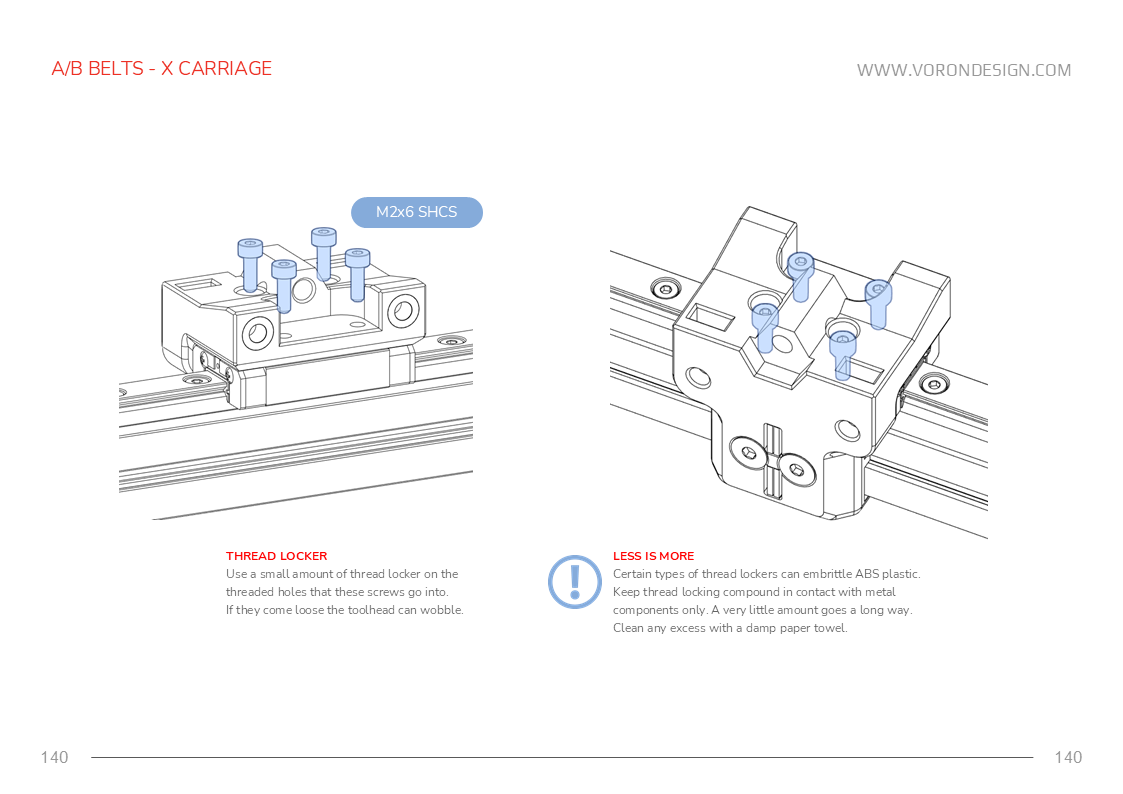 A/B BELTS - X CARRIAGE
WWW.VORONDESIGN.COM
M2x6 SHCS
THREAD LOCKER
Use a small amount of thread locker on the
threaded holes that these screws go into.
If they come loose the toolhead can wobble.
LESS IS MORE
Certain types of thread lockers can embrittle ABS plastic.
Keep thread locking compound in contact with metal
components only. A very little amount goes a long way.
Clean any excess with a damp paper towel.
140
140